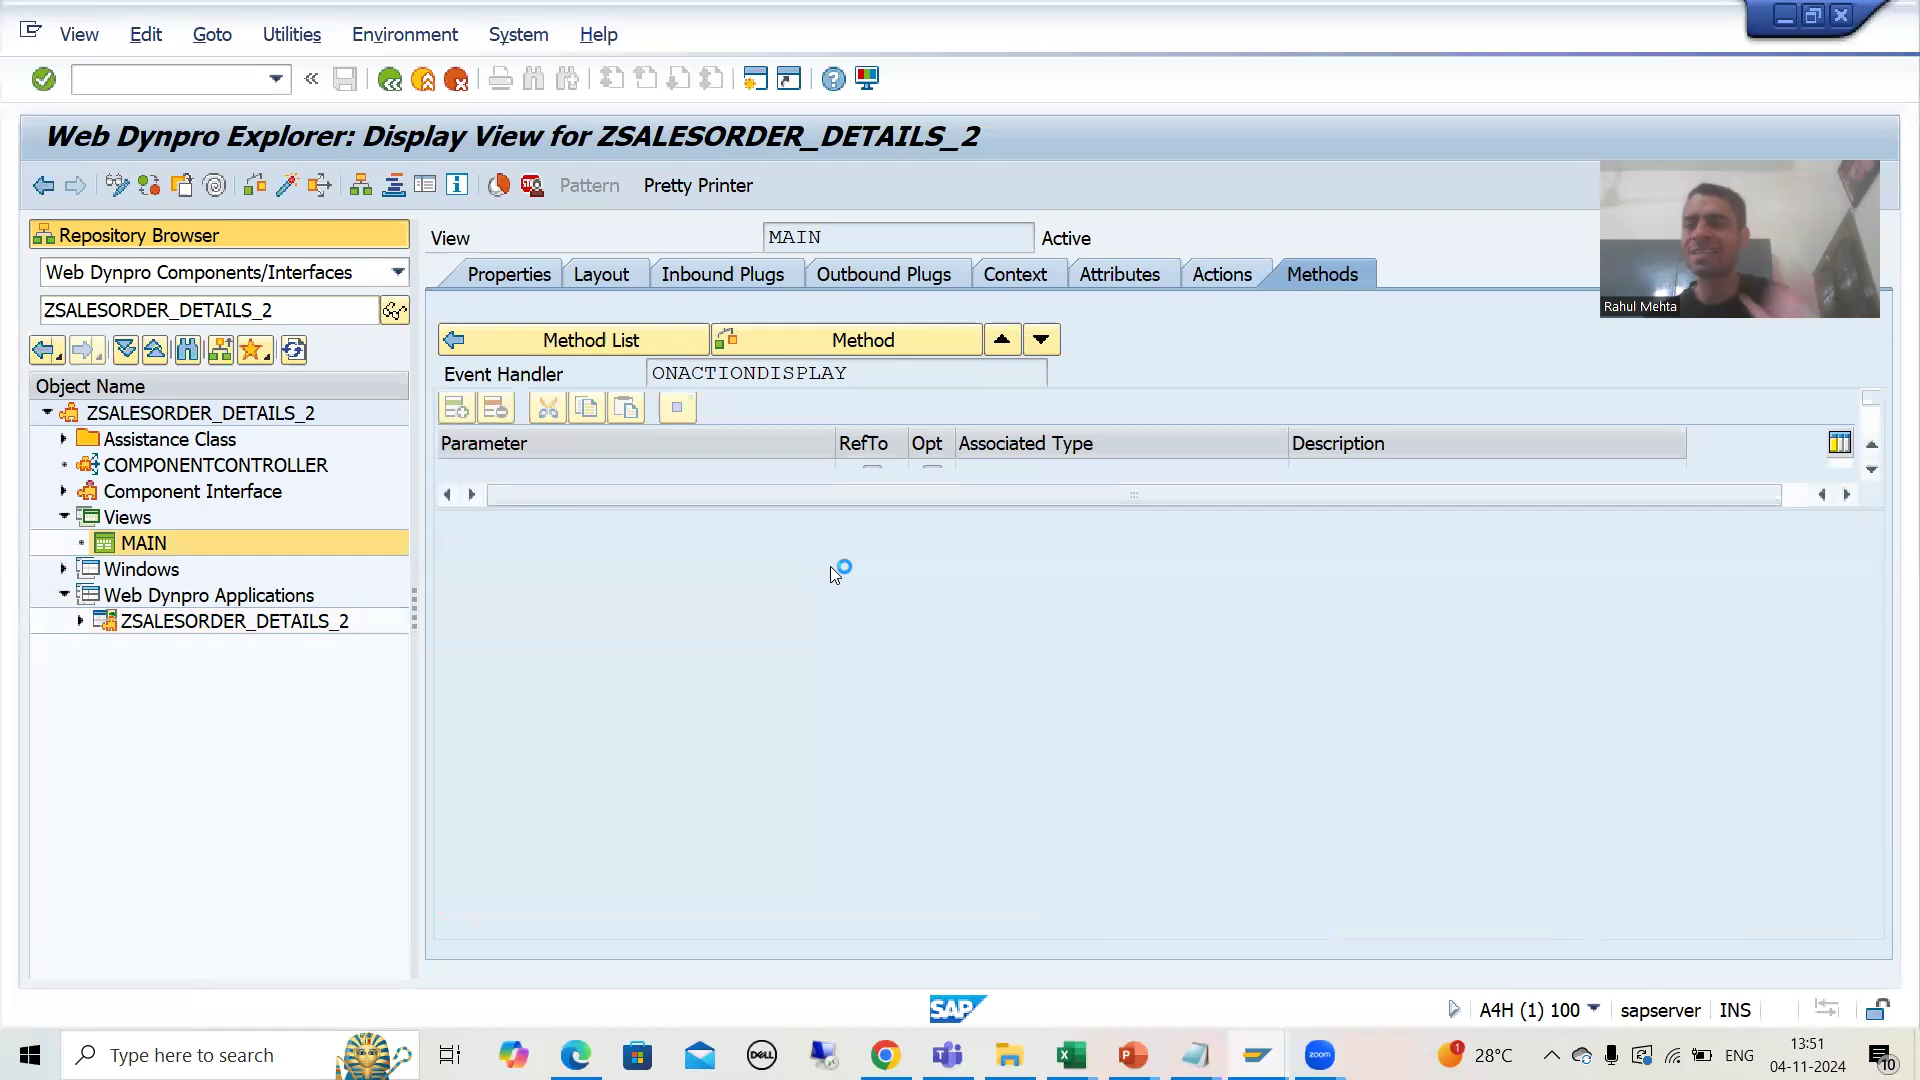 View Edit Goto Utilities Environment System Help
Web Dynpro Explorer: Display View for ZSALESORDER_DETAILS_2
Pattern Pretty Printer
Repository Browser
Web Dynpro Components/Interfaces
ZSALESORDER_DETAILS_2
Object Name
ZSALESORDER_DETAILS_2
Assistance Class
COMPONENTCONTROLLER
Component Interface
Views
MAIN
Windows
Web Dynpro Applications
ZSALESORDER_DETAILS_2
View MAIN Active
Properties Layout Inbound Plugs Outbound Plugs Context Attributes Actions Methods
Method List Method
Event Handler ONACTIONDISPLAY
Parameter RefTo Opt Associated Type Description
Rahul Mehta
SAP
A4H (1) 100 sapserver INS
Type here to search
DELL
zoom
1
28°C
ENG
13:51
04-11-2024
10